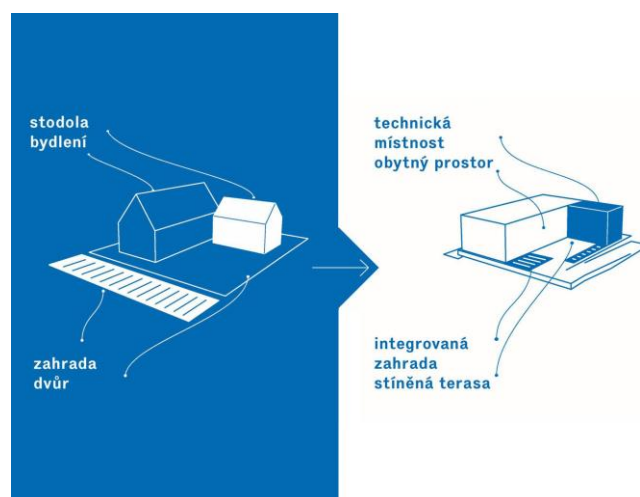 stodola
bydlení
zahrada
dvůr
technická
místnost
obytný prostor
integrovaná
zahrada
stíněná terasa